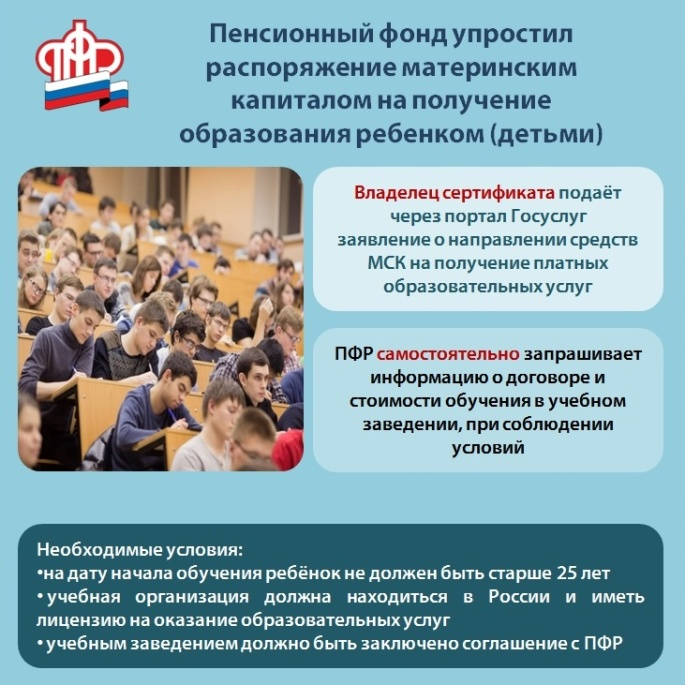 ПФР
Пенсионный фонд упростил
распоряжение материнским
капиталом на получение
образования ребенком (детьми)
Владелец сертификата подаёт
через портал Госуслуг
заявление о направлении средств
МСК на получение платных
образовательных услуг
ПФР самостоятельно запрашивает
информацию о договоре и
стоимости обучения в учебном
заведении, при соблюдении
условий
Необходимые условия:
•на дату начала обучения ребёнок не должен быть старше 25 лет
•учебная организация должна находиться в России и иметь
лицензию на оказание образовательных услуг
•учебным заведением должно быть заключено соглашение с ПФР